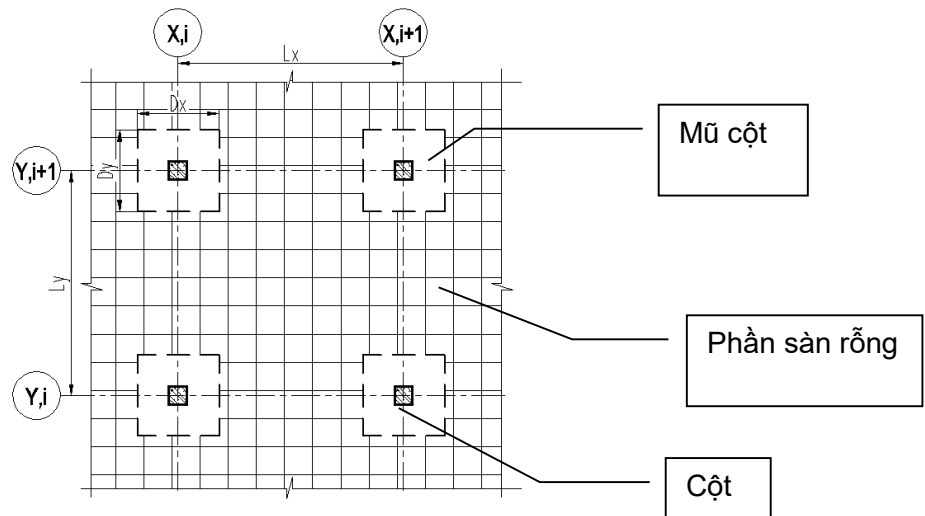 X,i
X,i+1
Lx
Dx
Mũ cột
Y,i+1
Dy
Ly
Phần sàn rỗng
Y,i
Cột